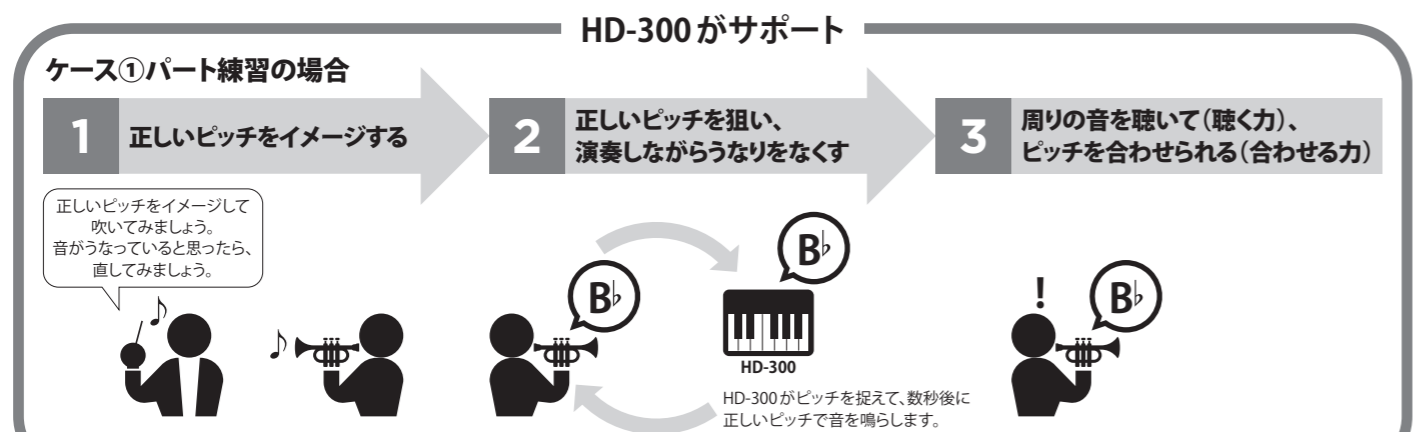 HD-300がサポート
ケース①パート練習の場合
1 正しいピッチをイメージする
2 正しいピッチを狙い、
演奏しながらうなりをなくす
3 周りの音を聴いて(聴く力)、
ピッチを合わせられる(合わせる力)
正しいピッチをイメージして
吹いてみましょう。
音がうなっていると思ったら、
直してみましょう。
B♭
B♭
HD-300
HD-300がピッチを捉えて、数秒後に
正しいピッチで音を鳴らします。
!
B♭